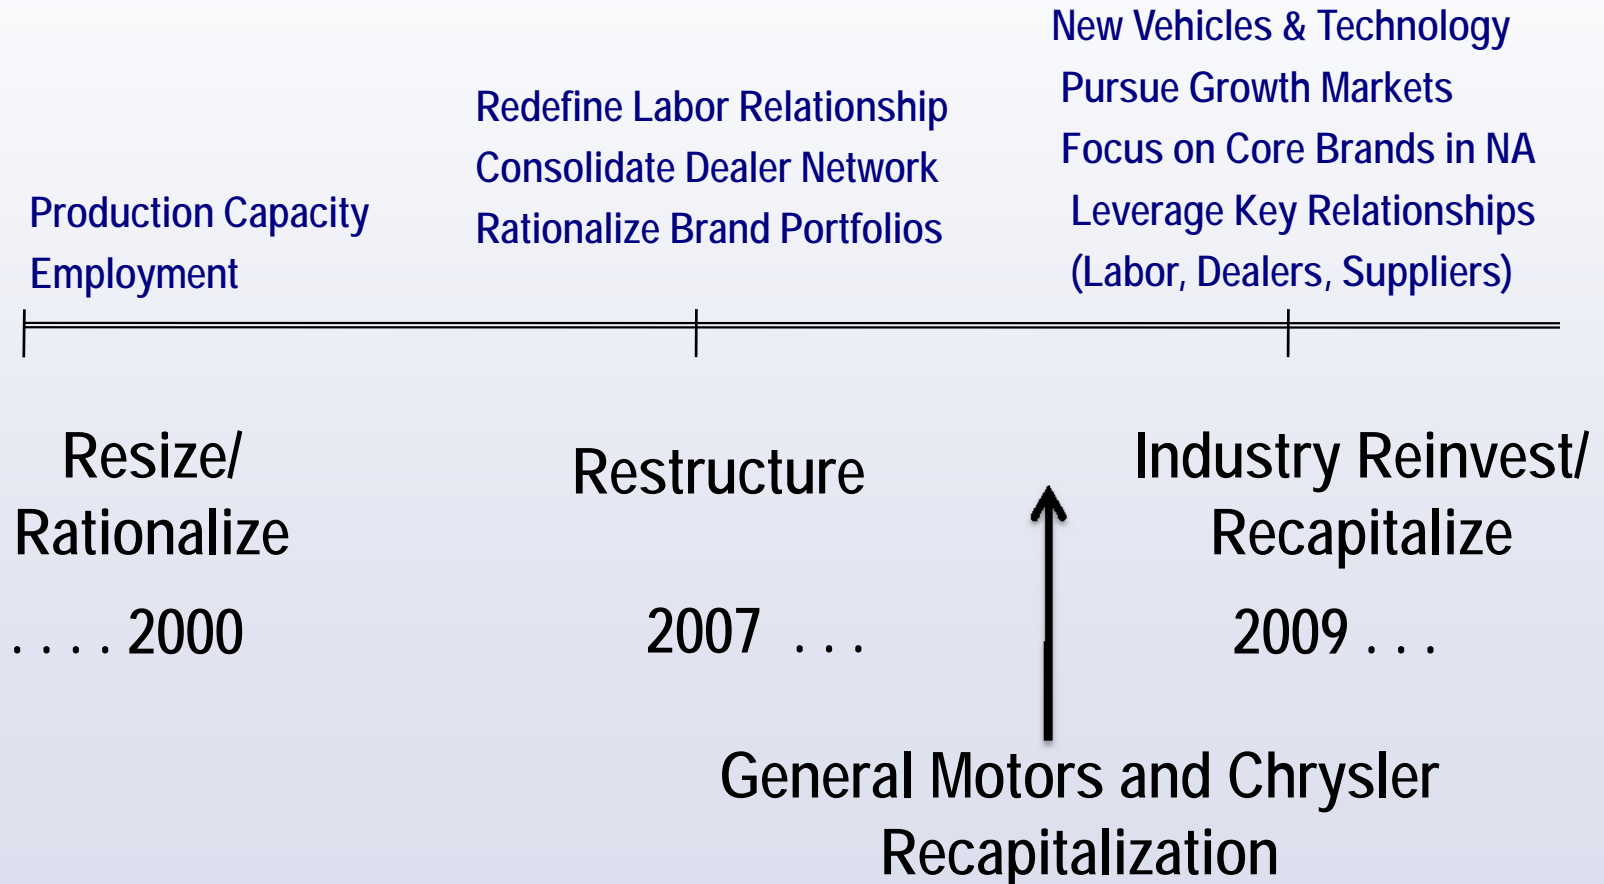 Production Capacity
Employment
Redefine Labor Relationship
Consolidate Dealer Network
Rationalize Brand Portfolios
New Vehicles & Technology
Pursue Growth Markets
Focus on Core Brands in NA
Leverage Key Relationships
(Labor, Dealers, Suppliers)
Resize/
Rationalize
. . . . 2000
Restructure
2007 . . .
Industry Reinvest/
Recapitalize
2009 . . .
General Motors and Chrysler
Recapitalization